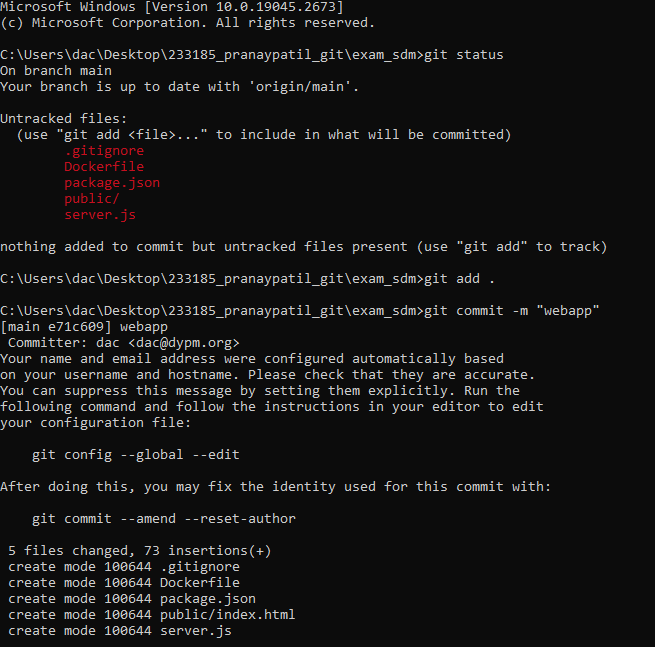 Microsoft Windows [Version 10.0.19045.2673]
(c) Microsoft Corporation. All rights reserved.
C:\Users\dac\Desktop\233185_pranaypatil_git\exam_sdm>git status
On branch main
Your branch is up to date with 'origin/main'.
Untracked files:
  (use "git add <file>..." to include in what will be committed)
        .gitignore
        Dockerfile
        package.json
        public/
        server.js
nothing added to commit but untracked files present (use "git add" to track)
C:\Users\dac\Desktop\233185_pranaypatil_git\exam_sdm>git add .
C:\Users\dac\Desktop\233185_pranaypatil_git\exam_sdm>git commit -m "webapp"
[main e71c609] webapp
 Committer: dac <dac@dypm.org>
Your name and email address were configured automatically based
on your username and hostname. Please check that they are accurate.
You can suppress this message by setting them explicitly. Run the
following command and follow the instructions in your editor to edit
your configuration file:
    git config --global --edit
After doing this, you may fix the identity used for this commit with:
    git commit --amend --reset-author
 5 files changed, 73 insertions(+)
 create mode 100644 .gitignore
 create mode 100644 Dockerfile
 create mode 100644 package.json
 create mode 100644 public/index.html
 create mode 100644 server.js